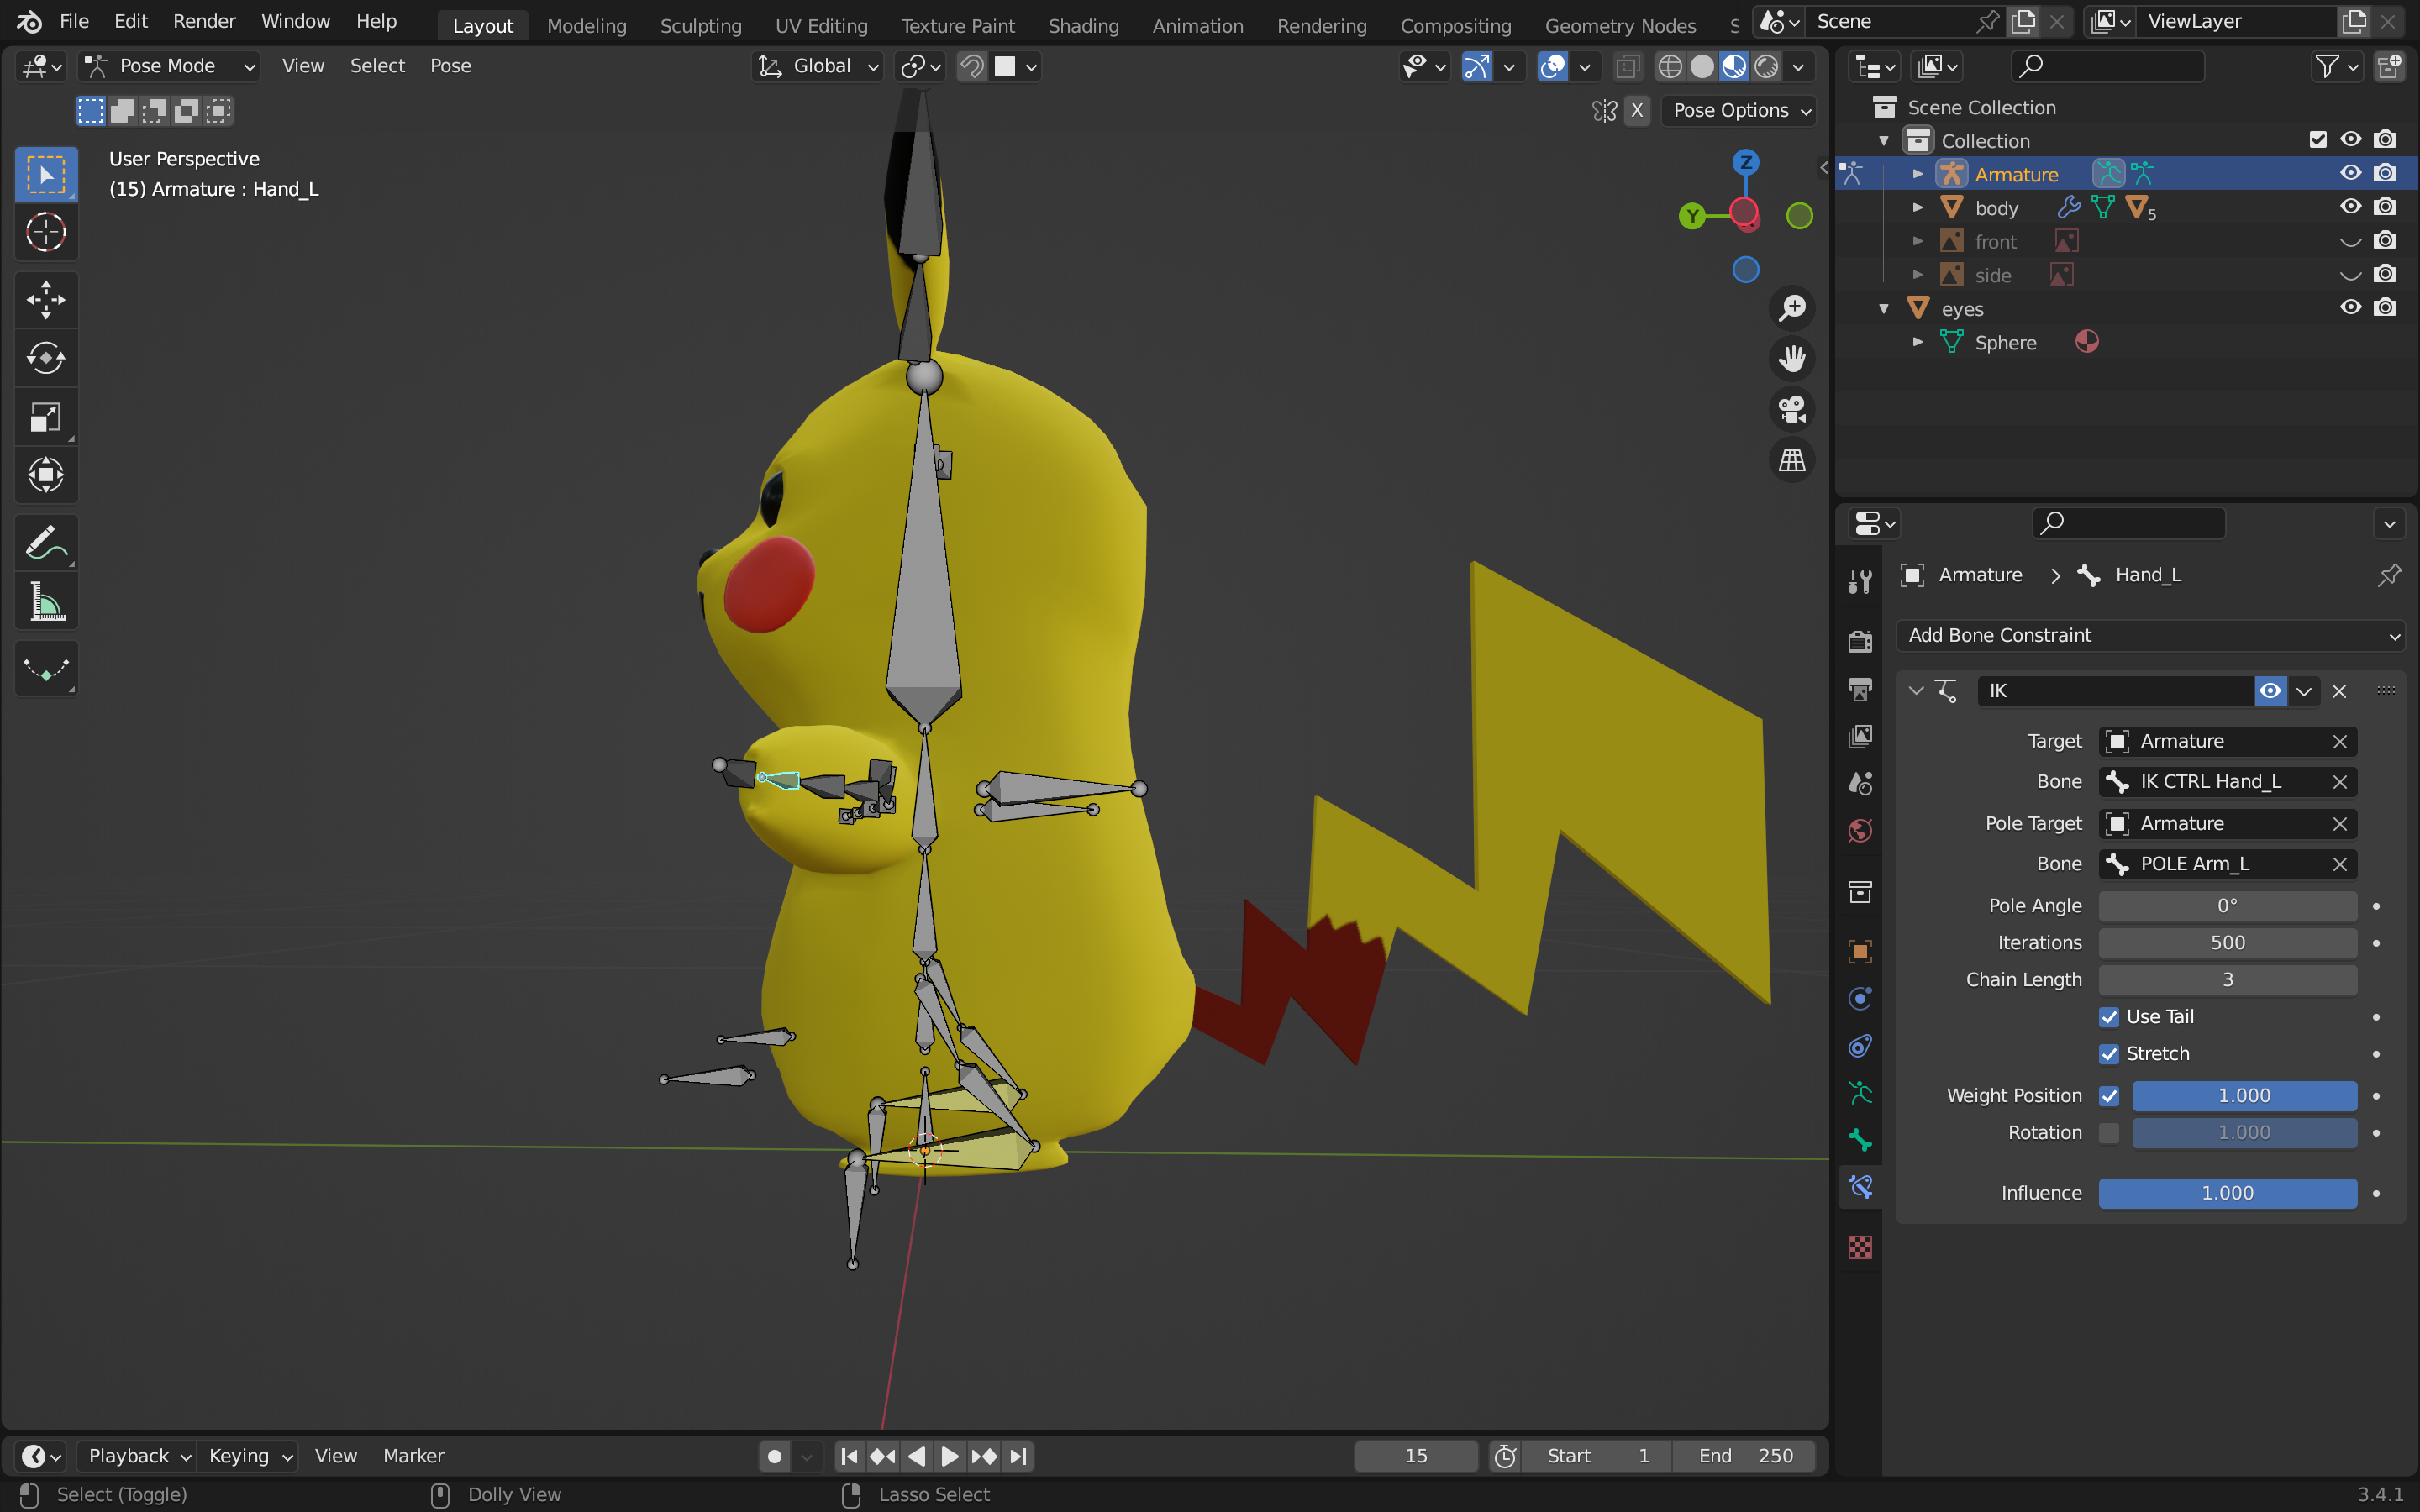 File Edit Render Window Help Layout Modeling Sculpting UV Editing Texture Paint Shading Animation Rendering Compositing Geometry Nodes Scene ViewLayer
Pose Mode View Select Pose Global
X Pose Options
User Perspective
(15) Armature : Hand_L
Z
Y
Scene Collection
Collection
Armature
body 5
front
side
eyes
Sphere
Armature > Hand_L
Add Bone Constraint
IK
Target Armature
Bone IK CTRL Hand_L
Pole Target Armature
Bone POLE Arm_L
Pole Angle 0°
Iterations 500
Chain Length 3
Use Tail
Stretch
Weight Position 1.000
Rotation 1.000
Influence 1.000
Playback Keying View Marker 15 Start 1 End 250
Select (Toggle) Dolly View Lasso Select 3.4.1